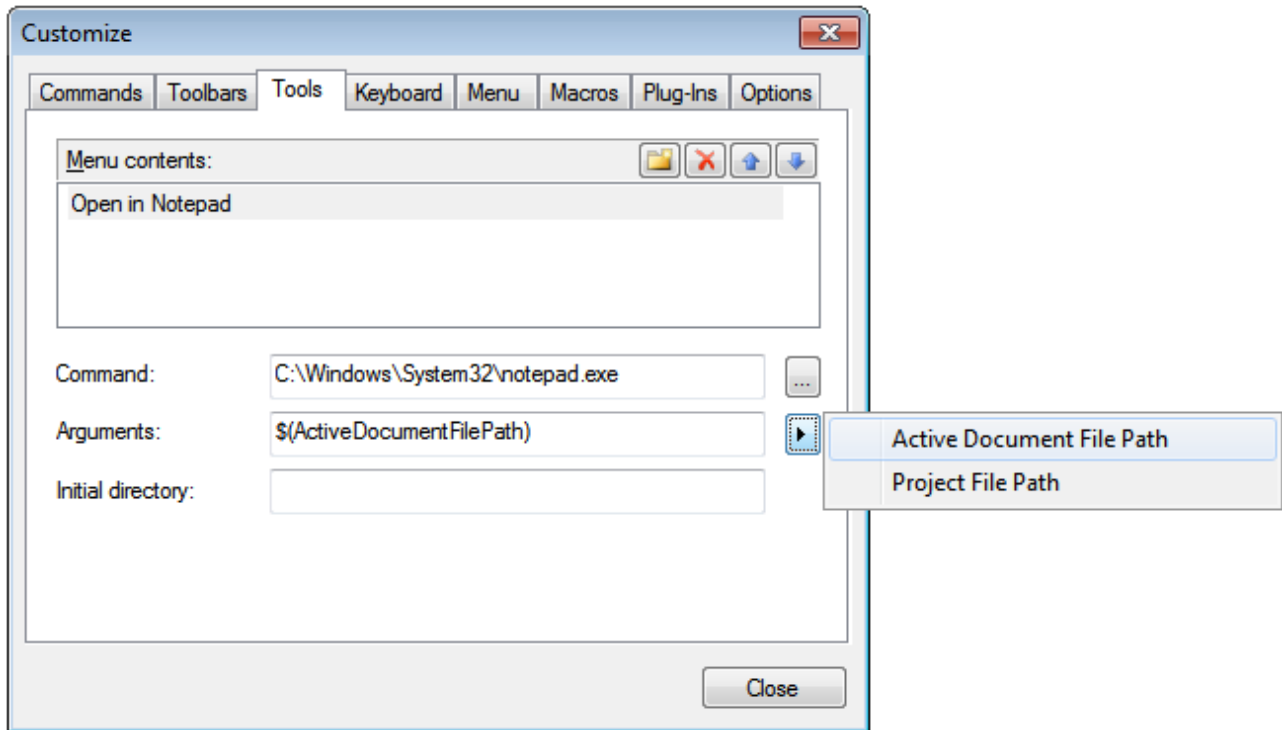 Customize
Commands Toolbars Tools Keyboard Menu Macros Plug-Ins Options
Menu contents:
Open in Notepad
Command: C:\Windows\System32\notepad.exe ...
Arguments: $(ActiveDocumentFilePath)
Active Document File Path
Project File Path
Initial directory:
Close